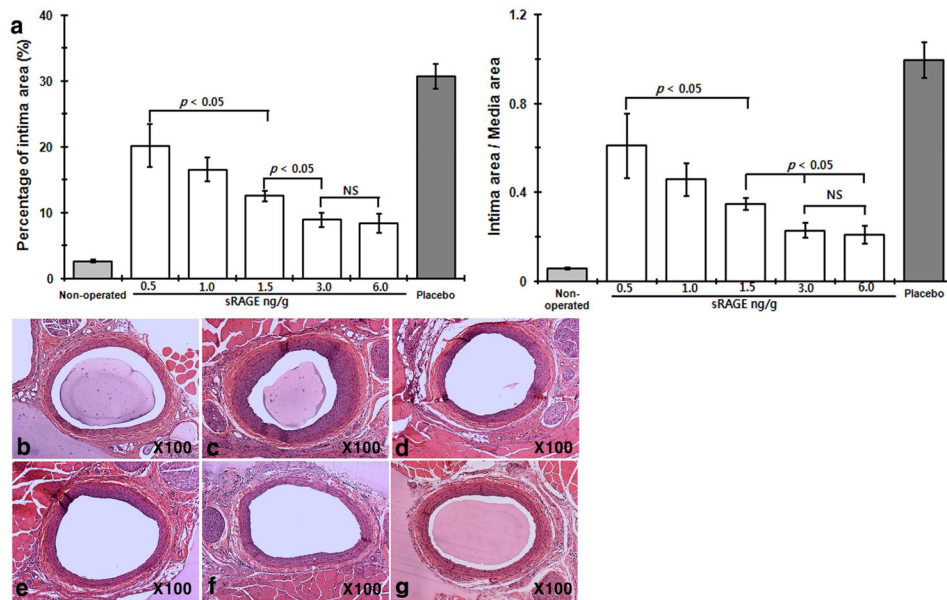 a
Percentage of intima area (%)
40
30
20
10
0
p < 0.05
p < 0.05
NS
Non-operated
0.5 1.0 1.5 3.0 6.0
sRAGE ng/g
Placebo
Intima area / Media area
1.2
0.8
0.4
0
p < 0.05
p < 0.05
NS
Non-
operated
0.5 1.0 1.5 3.0 6.0
sRAGE ng/g
Placebo
b X100
c X100
d X100
e X100
f X100
g X100